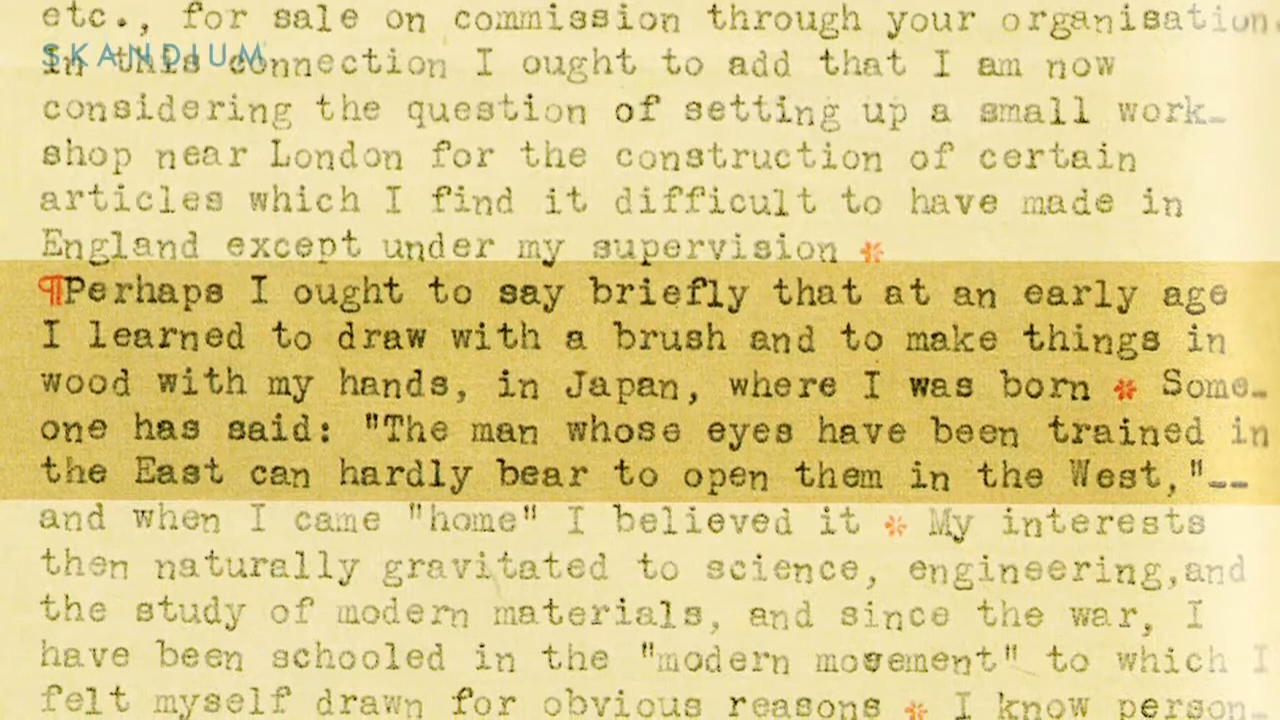 etc., for sale on commission through your organisation.
SKANDIUM
In this connection I ought to add that I am now
considering the question of setting up a small work-
shop near London for the construction of certain
articles which I find it difficult to have made in
England except under my supervision *
¶Perhaps I ought to say briefly that at an early age
I learned to draw with a brush and to make things in
wood with my hands, in Japan, where I was born * Some-
one has said: "The man whose eyes have been trained in
the East can hardly bear to open them in the West,"--
and when I came "home" I believed it * My interests
then naturally gravitated to science, engineering,and
the study of modern materials, and since the war, I
have been schooled in the "modern movement" to which I
felt myself drawn for obvious reasons * I know person-